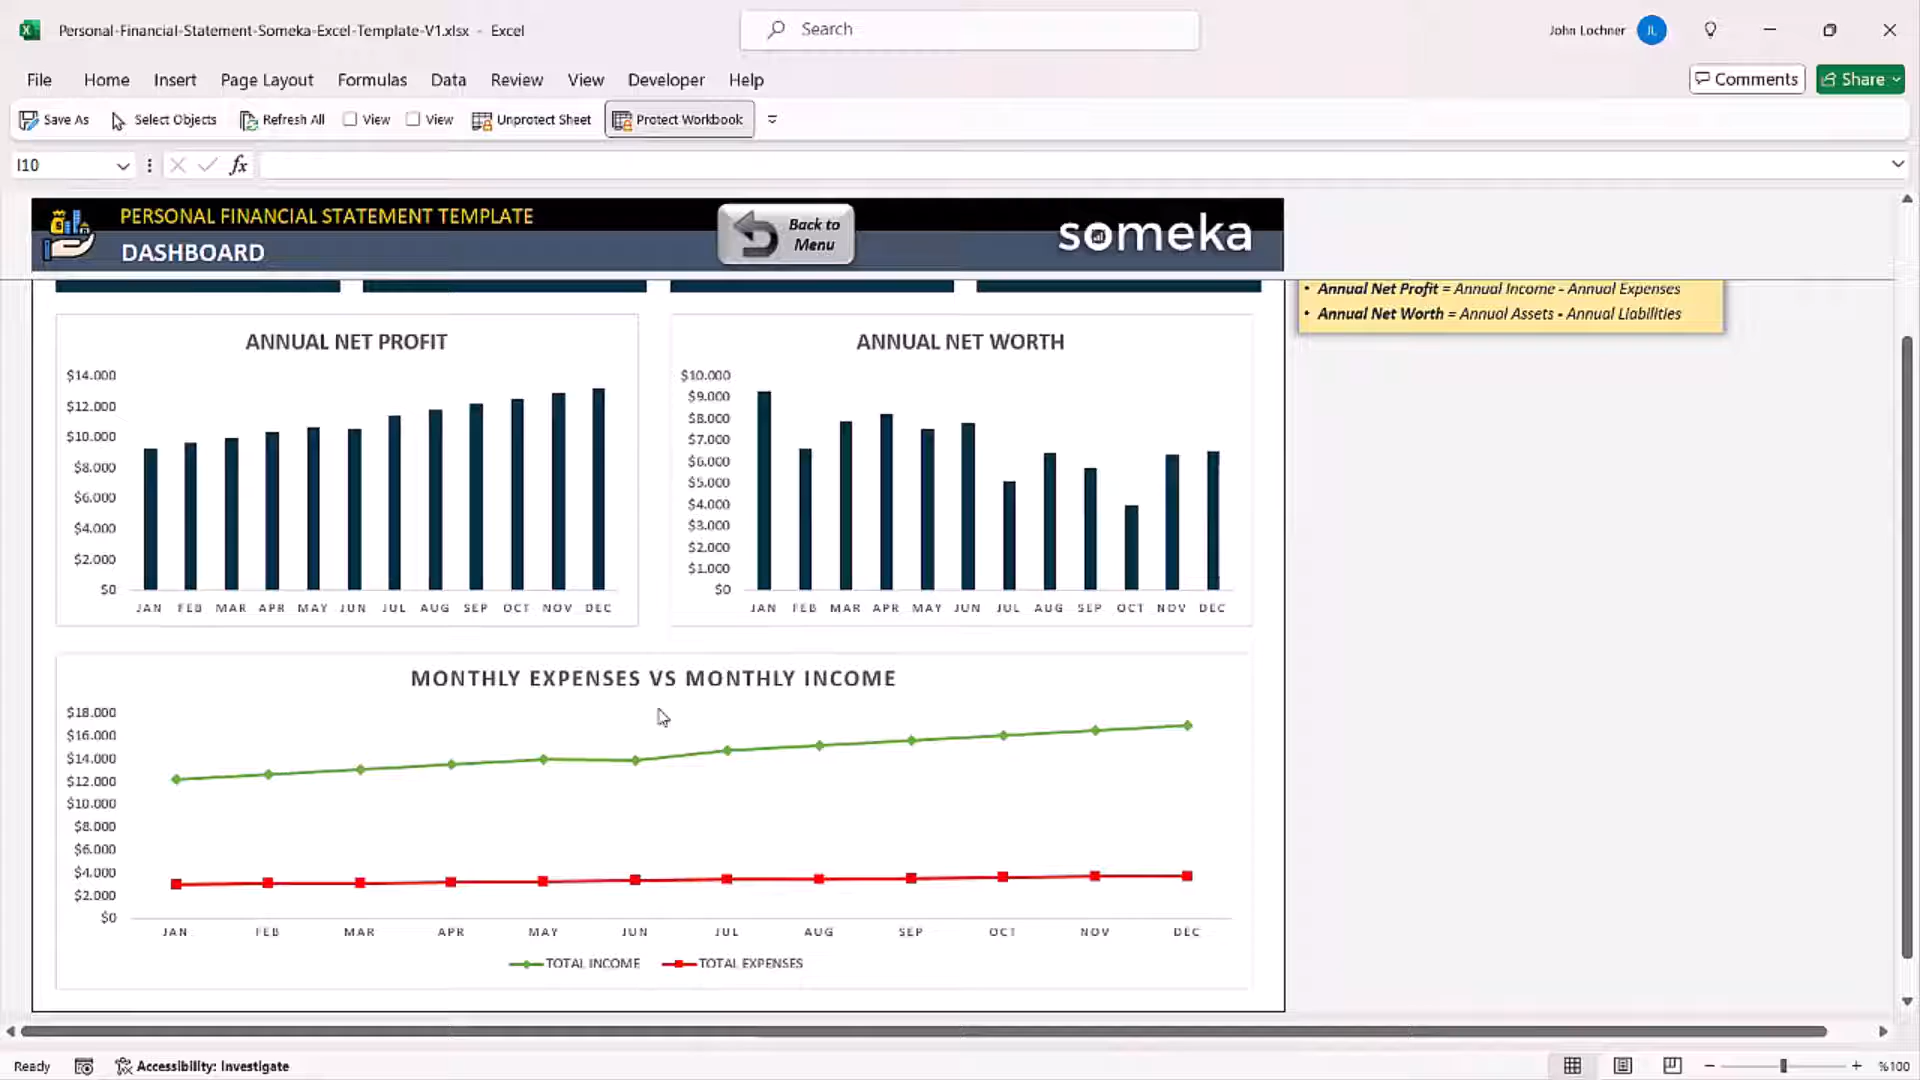 Personal-Financial-Statement-Someka-Excel-Template-V1.xlsx - Excel
Search
John Lochner
JL
File Home Insert Page Layout Formulas Data Review View Developer Help
Comments
Share
Save As Select Objects Refresh All View View Unprotect Sheet Protect Workbook
I10
fx
PERSONAL FINANCIAL STATEMENT TEMPLATE
DASHBOARD
Back to
Menu
someka
• Annual Net Profit = Annual Income - Annual Expenses
• Annual Net Worth = Annual Assets - Annual Liabilities
ANNUAL NET PROFIT
$14.000
$12.000
$10.000
$8.000
$6.000
$4.000
$2.000
$0
JAN FEB MAR APR MAY JUN JUL AUG SEP OCT NOV DEC
ANNUAL NET WORTH
$10.000
$9.000
$8.000
$7.000
$6.000
$5.000
$4.000
$3.000
$2.000
$1.000
$0
JAN FEB MAR APR MAY JUN JUL AUG SEP OCT NOV DEC
MONTHLY EXPENSES VS MONTHLY INCOME
$18.000
$16.000
$14.000
$12.000
$10.000
$8.000
$6.000
$4.000
$2.000
$0
JAN FEB MAR APR MAY JUN JUL AUG SEP OCT NOV DEC
TOTAL INCOME TOTAL EXPENSES
Ready
Accessibility: Investigate
%100